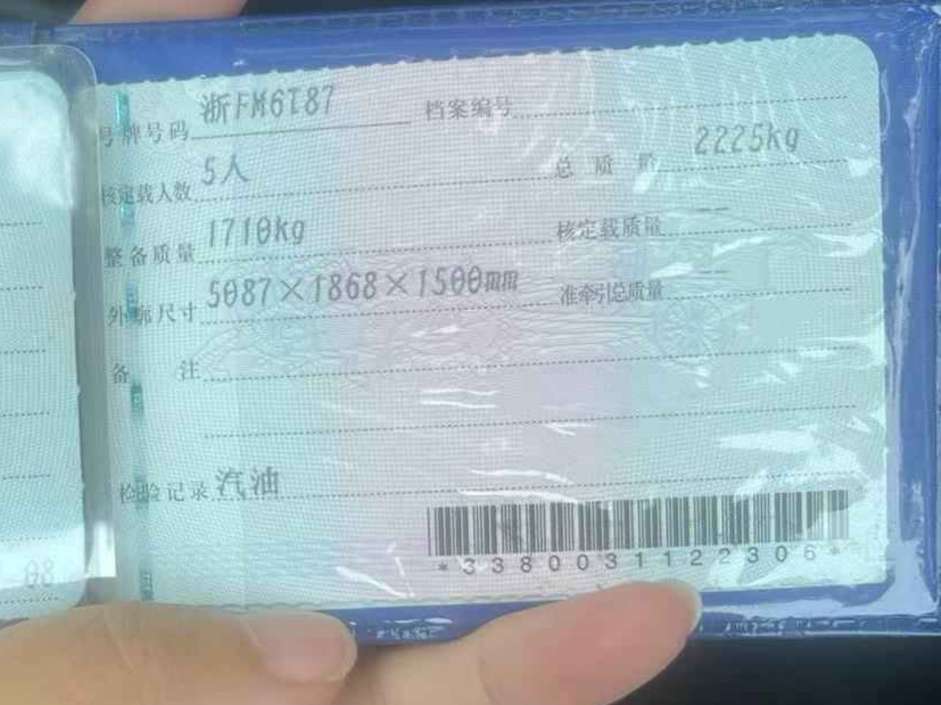 号牌号码 浙FM6T87 档案编号
核定载人数 5人 总质量 2225kg
整备质量 1710kg 核定载质量 --
外廓尺寸 5087×1868×1500mm 准牵引总质量 --
备注
检验记录 汽油
*3380031122306*
08